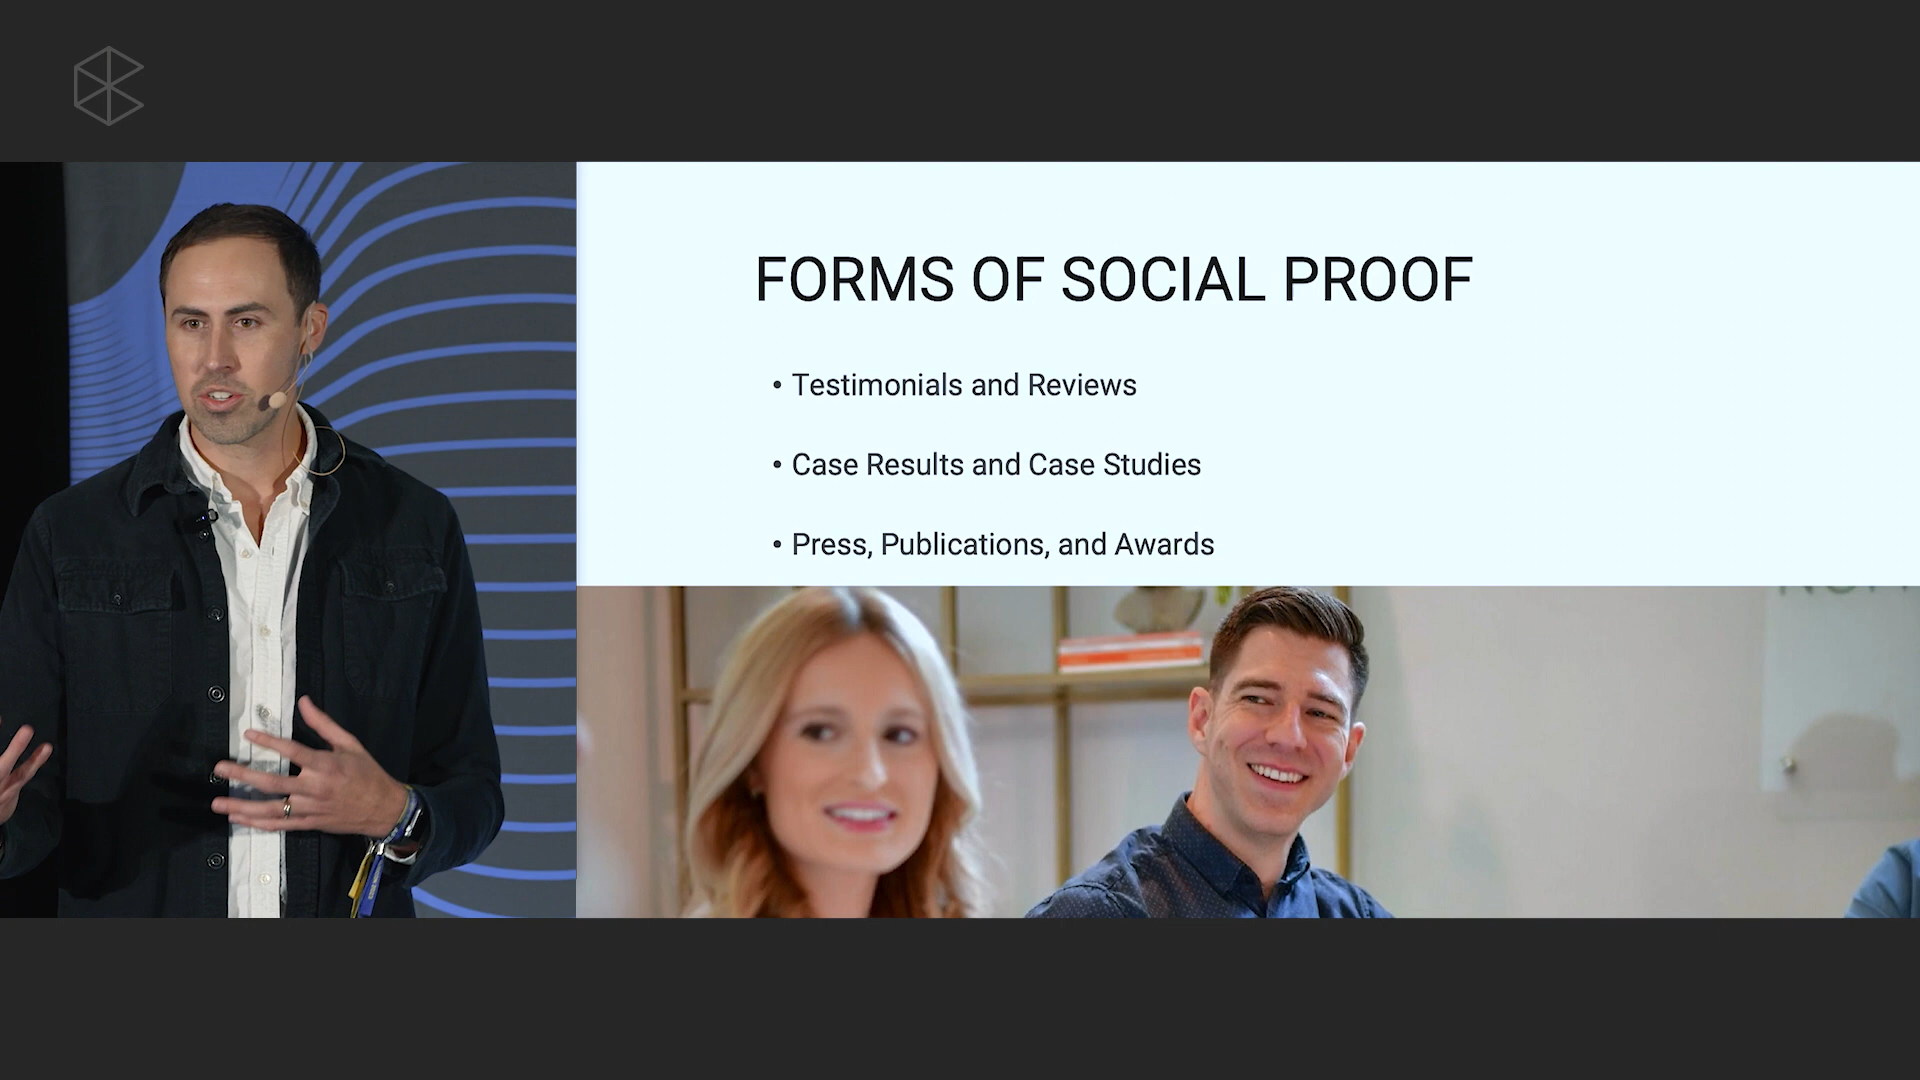 FORMS OF SOCIAL PROOF
• Testimonials and Reviews
• Case Results and Case Studies
• Press, Publications, and Awards